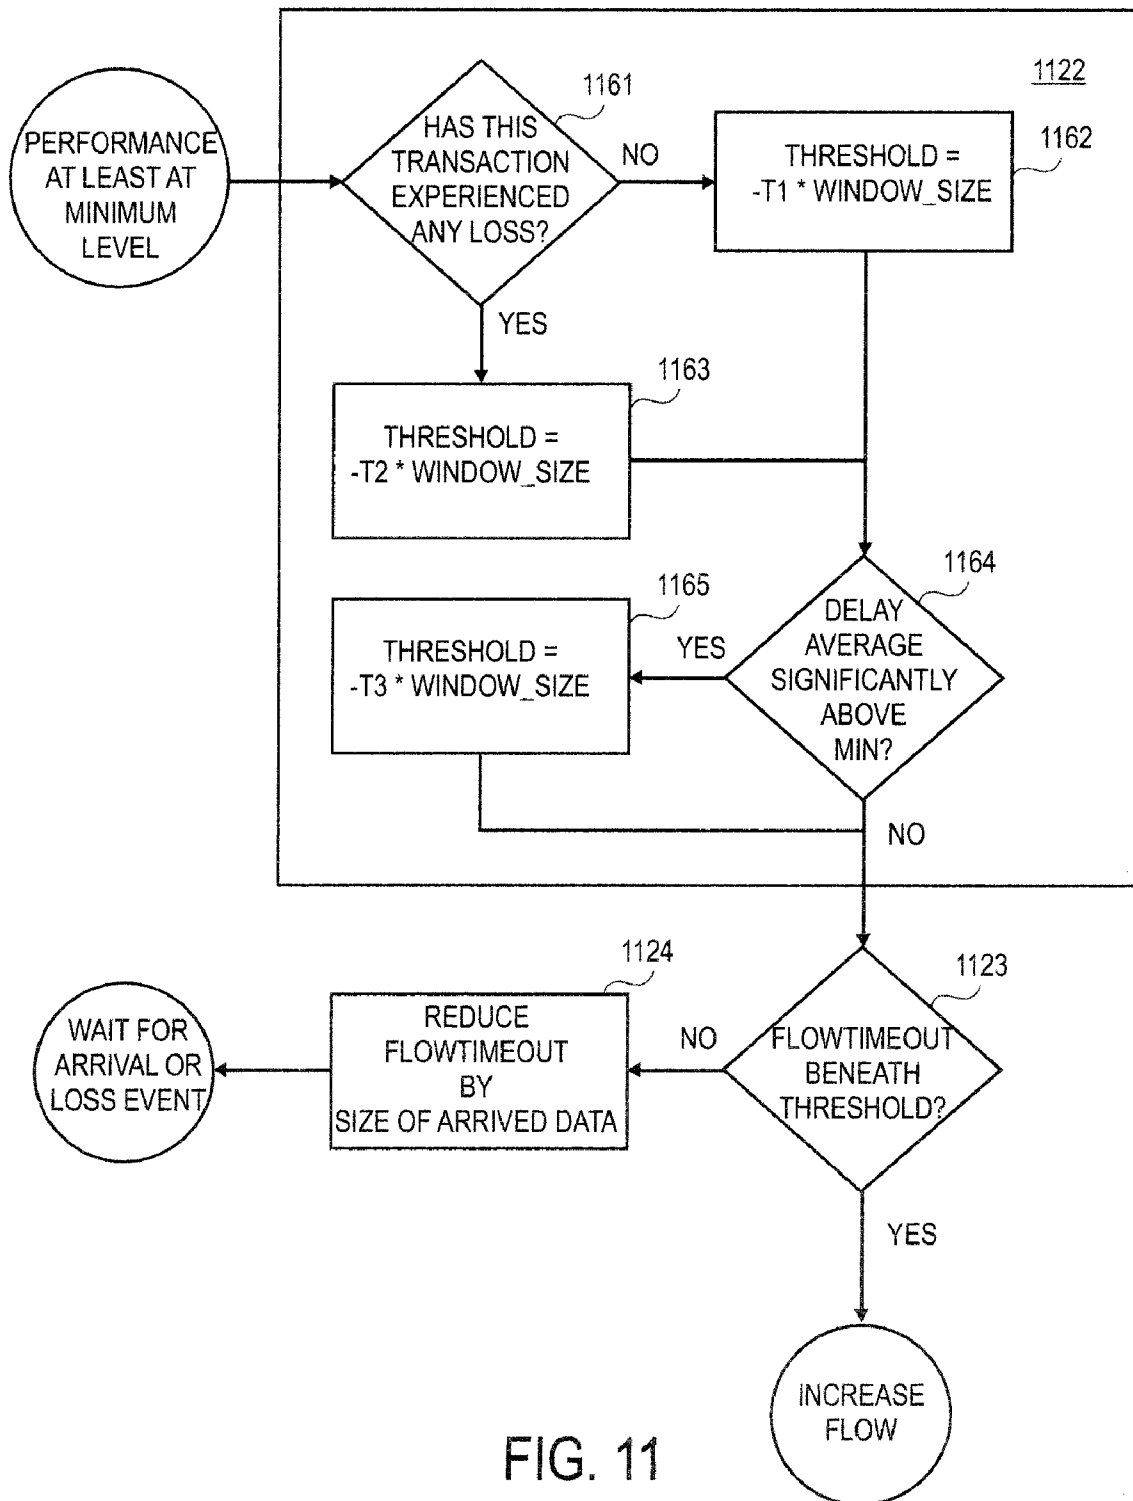 1122
PERFORMANCE
AT LEAST AT
MINIMUM
LEVEL
1161
HAS THIS
TRANSACTION
EXPERIENCED
ANY LOSS?
NO
1162
THRESHOLD =
-T1 * WINDOW_SIZE
YES
1163
THRESHOLD =
-T2 * WINDOW_SIZE
1164
DELAY
AVERAGE
SIGNIFICANTLY
ABOVE
MIN?
YES
1165
THRESHOLD =
-T3 * WINDOW_SIZE
NO
1123
FLOWTIMEOUT
BENEATH
THRESHOLD?
NO
1124
REDUCE
FLOWTIMEOUT
BY
SIZE OF ARRIVED DATA
WAIT FOR
ARRIVAL OR
LOSS EVENT
YES
INCREASE
FLOW
FIG. 11